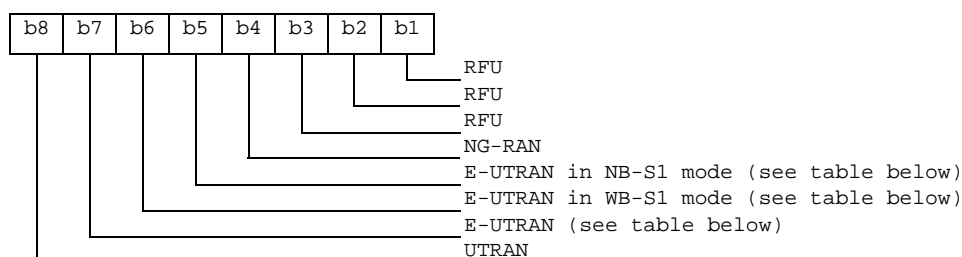 b8 b7 b6 b5 b4 b3 b2 b1
RFU
RFU
RFU
NG-RAN
E-UTRAN in NB-S1 mode (see table below)
E-UTRAN in WB-S1 mode (see table below)
E-UTRAN (see table below)
UTRAN